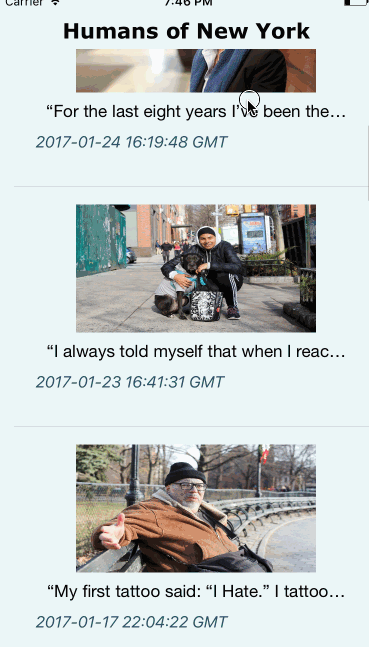 Carrier
7:46 PM
Humans of New York
“For the last eight years I’ve been the…
2017-01-24 16:19:48 GMT
“I always told myself that when I reac…
2017-01-23 16:41:31 GMT
“My first tattoo said: “I Hate.” I tattoo…
2017-01-17 22:04:22 GMT